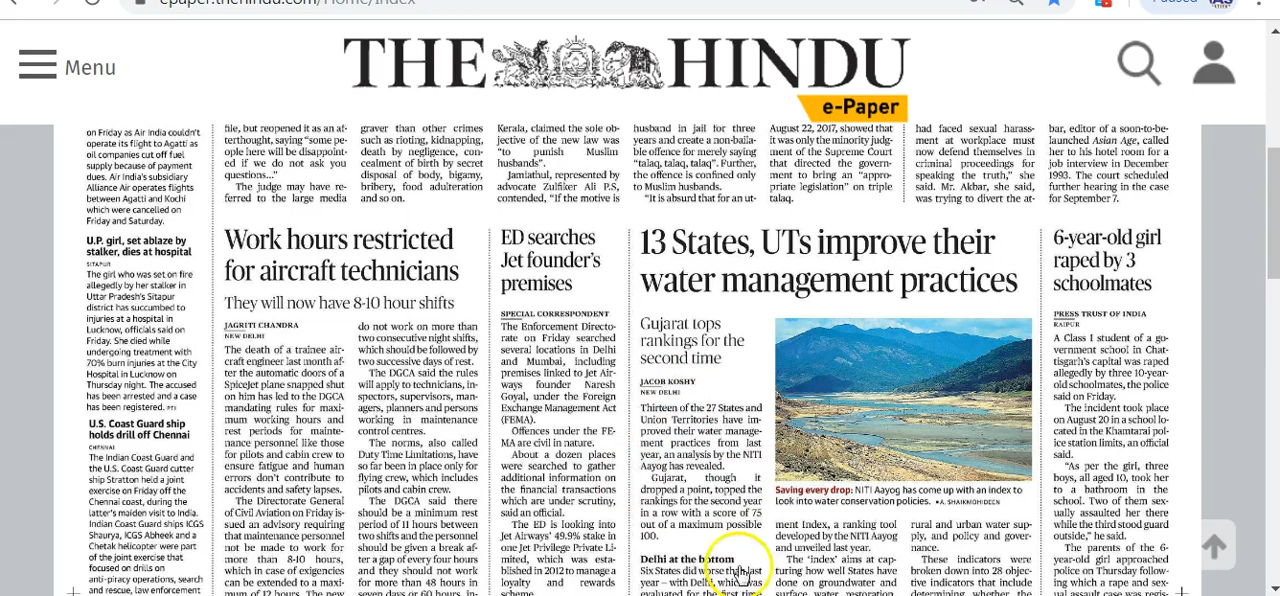 epaper.thehindu.com/Home/Index
Paused
Menu
THE HINDU
e-Paper
on Friday as Air India couldn't
operate its flight to Agatti as
oil companies cut off fuel
supply because of payment
dues. Air India's subsidiary
Alliance Air operates flights
between Agatti and Kochi
which were cancelled on
Friday and Saturday.
U.P. girl, set ablaze by
stalker, dies at hospital
SITAPUR
The girl who was set on fire
allegedly by her stalker in
Uttar Pradesh's Sitapur
district has succumbed to
injuries at a hospital in
Lucknow, officials said on
Friday. She died while
undergoing treatment with
70% burn injuries at the City
Hospital in Lucknow on
Thursday night. The accused
has been arrested and a case
has been registered. PTI
U.S. Coast Guard ship
holds drill off Chennai
CHENNAI
The Indian Coast Guard and
the U.S. Coast Guard cutter
ship Stratton held a joint
exercise on Friday off the
Chennai coast, during the
latter's maiden visit to India.
Indian Coast Guard ships ICGS
Shaurya, ICGS Abheek and a
Chetak helicopter were part
of the joint exercise that
focused on drills on
anti-piracy operations, search
and rescue, law enforcement
file, but reopened it as an af-
terthought, saying "some pe-
ople here will be disappoint-
ed if we do not ask you
questions..."
The judge may have re-
ferred to the large media
graver than other crimes
such as rioting, kidnapping,
death by negligence, con-
cealment of birth by secret
disposal of body, bigamy,
bribery, food adulteration
and so on.
Kerala, claimed the sole ob-
jective of the new law was
"to punish Muslim
husbands".
Jamiathul, represented by
advocate Zulfiker Ali P.S,
contended, "If the motive is
husband in jail for three
years and create a non-baila-
ble offence for merely saying
"talaq, talaq, talaq". Further,
the offence is confined only
to Muslim husbands.
"It is absurd that for an ut-
August 22, 2017, showed that
it was only the minority judg-
ment of the Supreme Court
that directed the govern-
ment to bring an "appro-
priate legislation" on triple
talaq.
had faced sexual harass-
ment at workplace must
now defend themselves in
criminal proceedings for
speaking the truth," she
said. Mr. Akbar, she said,
was trying to divert the at-
bar, editor of a soon-to-be-
launched Asian Age, called
her to his hotel room for a
job interview in December
1993. The court scheduled
further hearing in the case
for September 7.
Work hours restricted
for aircraft technicians
They will now have 8-10 hour shifts
JAGRITI CHANDRA
NEW DELHI
The death of a trainee air-
craft engineer last month af-
ter the automatic doors of a
SpiceJet plane snapped shut
on him has led to the DGCA
mandating rules for maxi-
mum working hours and
rest periods for mainte-
nance personnel like those
for pilots and cabin crew to
ensure fatigue and human
errors don't contribute to
accidents and safety lapses.
The Directorate General
of Civil Aviation on Friday is-
sued an advisory requiring
that maintenance personnel
not be made to work for
more than 8-10 hours,
which in case of exigencies
can be extended to a maxi-
mum of 12 hours. The new
do not work on more than
two consecutive night shifts,
which should be followed by
two successive days of rest.
The DGCA said the rules
will apply to technicians, in-
spectors, supervisors, man-
agers, planners and persons
working in maintenance
control centres.
The norms, also called
Duty Time Limitations, have
so far been in place only for
flying crew, which includes
pilots and cabin crew.
The DGCA said there
should be a minimum rest
period of 11 hours between
two shifts and the personnel
should be given a break af-
ter a gap of every four hours
and they should not work
for more than 48 hours in
seven days or 60 hours, in-
ED searches
Jet founder's
premises
SPECIAL CORRESPONDENT
The Enforcement Directo-
rate on Friday searched
several locations in Delhi
and Mumbai, including
premises linked to Jet Air-
ways founder Naresh
Goyal, under the Foreign
Exchange Management Act
(FEMA).
Offences under the FE-
MA are civil in nature.
About a dozen places
were searched to gather
additional information on
the financial transactions
which are under scrutiny,
said an official.
The ED is looking into
Jet Airways' 49.9% stake in
one Jet Privilege Private Li-
mited, which was esta-
blished in 2012 to manage a
loyalty and rewards
scheme.
13 States, UTs improve their
water management practices
Gujarat tops
rankings for the
second time
JACOB KOSHY
NEW DELHI
Thirteen of the 27 States and
Union Territories have im-
proved their water manage-
ment practices from last
year, an analysis by the NITI
Aayog has revealed.
Gujarat, though it
dropped a point, topped the
rankings for the second year
in a row with a score of 75
out of a maximum possible
100.
Delhi at the bottom
Six States did worse than last
year – with Delhi, which was
evaluated for the first time
Saving every drop: NITI Aayog has come up with an index to
look into water conservation policies. ▪A. SHAIKMOHIDEEN
ment Index, a ranking tool
developed by the NITI Aayog
and unveiled last year.
The 'index' aims at cap-
turing how well States have
done on groundwater and
surface water restoration,
rural and urban water sup-
ply, and policy and gover-
nance.
These indicators were
broken down into 28 objec-
tive indicators that include
determining whether the
6-year-old girl
raped by 3
schoolmates
PRESS TRUST OF INDIA
RAIPUR
A Class I student of a go-
vernment school in Chat-
tisgarh's capital was raped
allegedly by three 10-year-
old schoolmates, the police
said on Friday.
The incident took place
on August 20 in a school lo-
cated in the Khamtarai po-
lice station limits, an official
said.
"As per the girl, three
boys, all aged 10, took her
to a bathroom in the
school. Two of them sex-
ually assaulted her there
while the third stood guard
outside," he said.
The parents of the 6-
year-old girl approached
police on Thursday follow-
ing which a rape and sex-
ual assault case was regis-